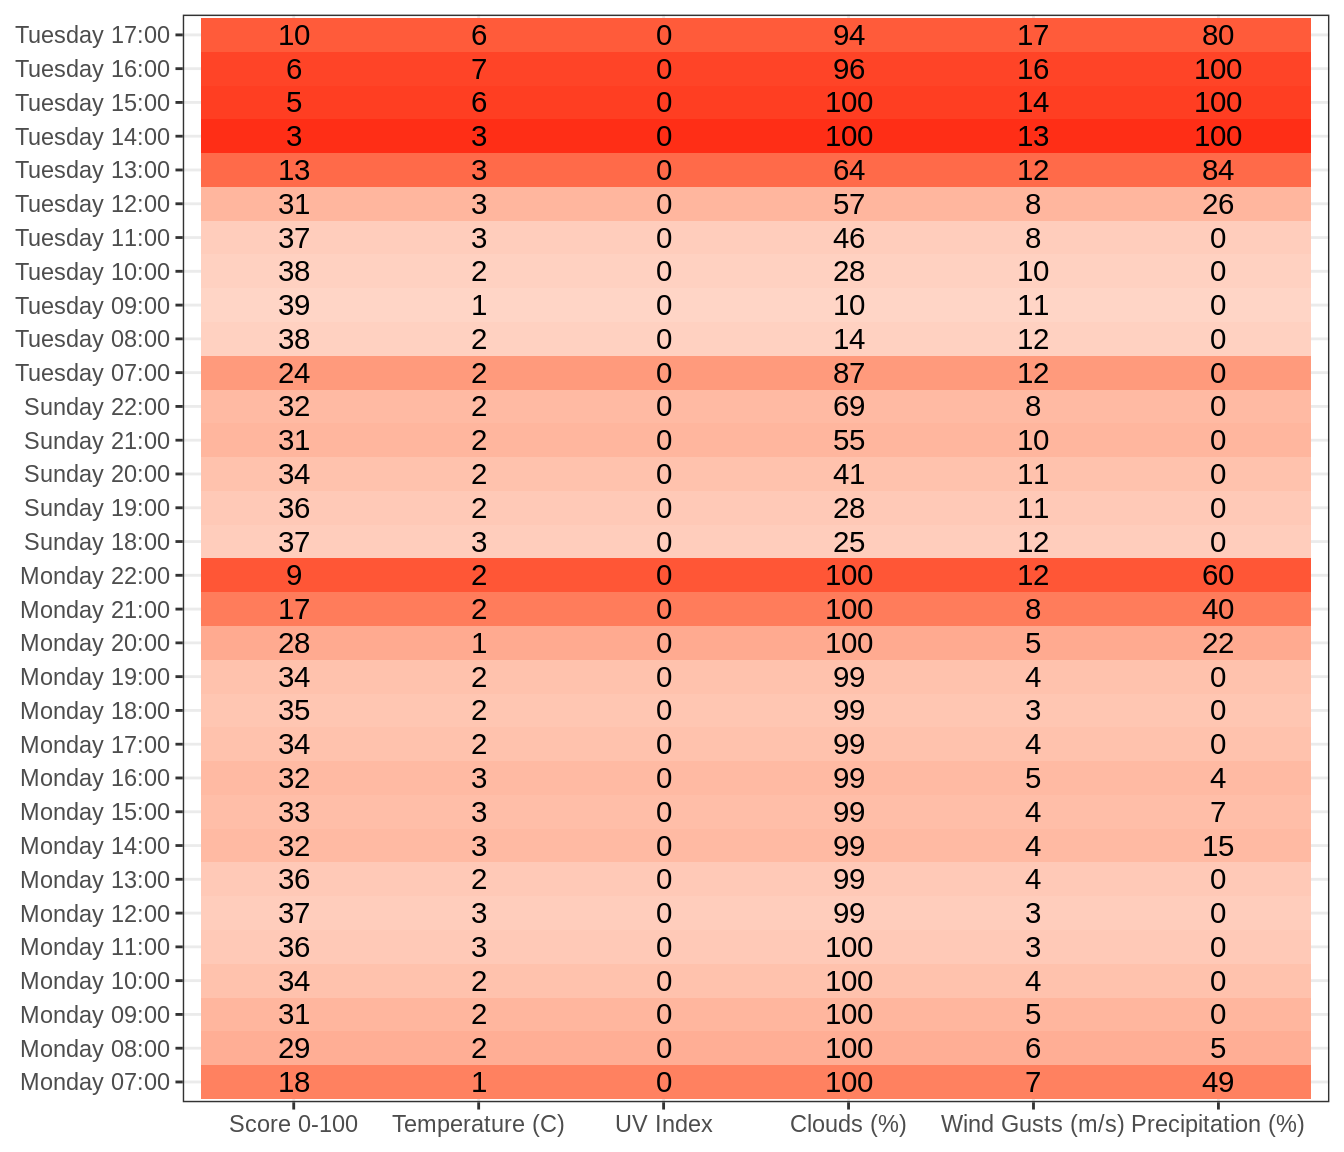 Tuesday 17:00 10 6 0 94 17 80
Tuesday 16:00 6 7 0 96 16 100
Tuesday 15:00 5 6 0 100 14 100
Tuesday 14:00 3 3 0 100 13 100
Tuesday 13:00 13 3 0 64 12 84
Tuesday 12:00 31 3 0 57 8 26
Tuesday 11:00 37 3 0 46 8 0
Tuesday 10:00 38 2 0 28 10 0
Tuesday 09:00 39 1 0 10 11 0
Tuesday 08:00 38 2 0 14 12 0
Tuesday 07:00 24 2 0 87 12 0
Sunday 22:00 32 2 0 69 8 0
Sunday 21:00 31 2 0 55 10 0
Sunday 20:00 34 2 0 41 11 0
Sunday 19:00 36 2 0 28 11 0
Sunday 18:00 37 3 0 25 12 0
Monday 22:00 9 2 0 100 12 60
Monday 21:00 17 2 0 100 8 40
Monday 20:00 28 1 0 100 5 22
Monday 19:00 34 2 0 99 4 0
Monday 18:00 35 2 0 99 3 0
Monday 17:00 34 2 0 99 4 0
Monday 16:00 32 3 0 99 5 4
Monday 15:00 33 3 0 99 4 7
Monday 14:00 32 3 0 99 4 15
Monday 13:00 36 2 0 99 4 0
Monday 12:00 37 3 0 99 3 0
Monday 11:00 36 3 0 100 3 0
Monday 10:00 34 2 0 100 4 0
Monday 09:00 31 2 0 100 5 0
Monday 08:00 29 2 0 100 6 5
Monday 07:00 18 1 0 100 7 49
Score 0-100 Temperature (C) UV Index Clouds (%) Wind Gusts (m/s) Precipitation (%)